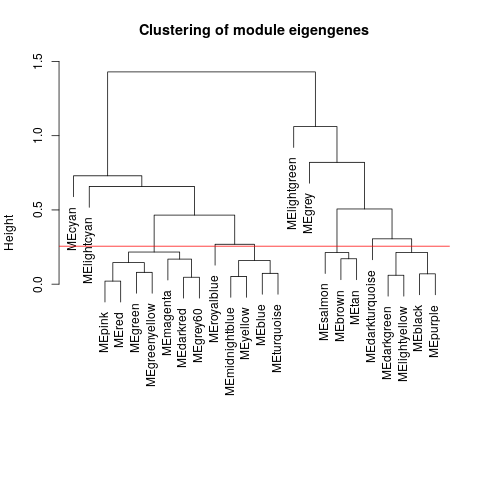 Clustering of module eigengenes
Height
1.5
1.0
0.5
0.0
MEcyan
MElightcyan
MEpink
MEred
MEgreen
MEgreenyellow
MEmagenta
MEdarkred
MEgrey60
MEroyalblue
MEmidnightblue
MEyellow
MEblue
MEturquoise
MElightgreen
MEgrey
MEsalmon
MEbrown
MEtan
MEdarkturquoise
MEdarkgreen
MElightyellow
MEblack
MEpurple